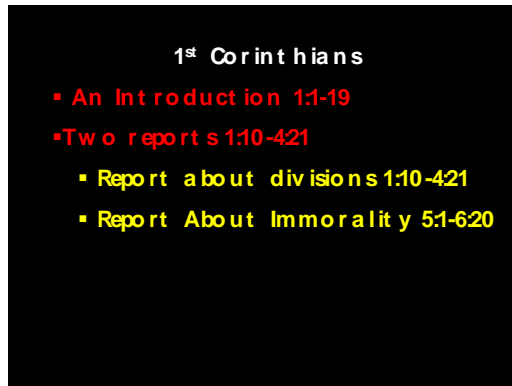 1st Corinthians
▪ An Introduction 1:1-19
▪Two reports 1:10-4:21
▪ Report about divisions 1:10-4:21
▪ Report About Immorality 5:1-6:20